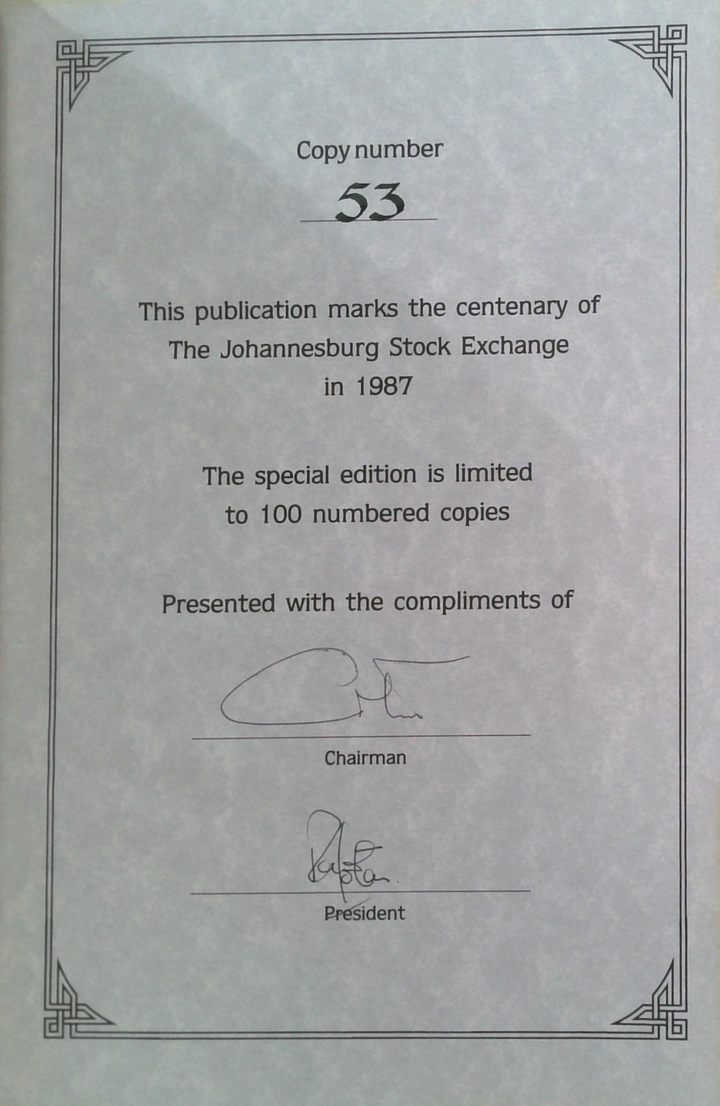 Copy number
53
This publication marks the centenary of
The Johannesburg Stock Exchange
in 1987
The special edition is limited
to 100 numbered copies
Presented with the compliments of
Chairman
President